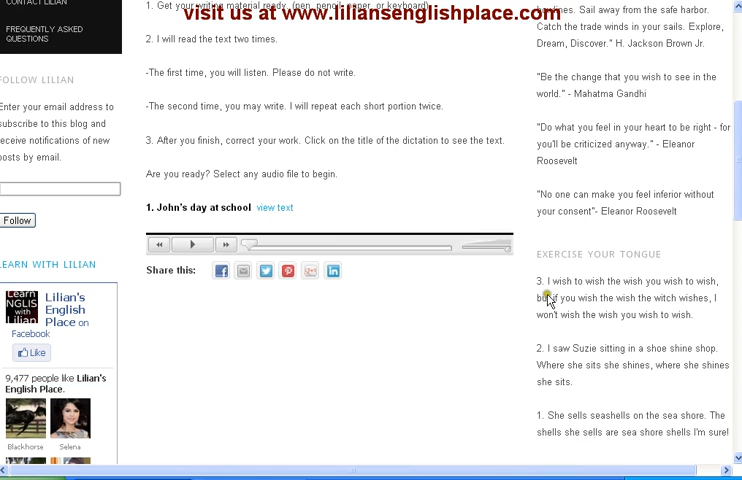 visit us at www.liliansenglishplace.com
CONTACT LILIAN
FREQUENTLY ASKED
QUESTIONS
FOLLOW LILIAN
Enter your email address to
subscribe to this blog and
receive notifications of new
posts by email.
Follow
LEARN WITH LILIAN
Learn
ENGLISH
with
Lilian
Lilian's
English
Place on
Facebook
Like
9,477 people like Lilian's
English Place.
Blackhorse Selena
1. Get your writing material ready. (pen, pencil, paper, or keyboard)
2. I will read the text two times.
-The first time, you will listen. Please do not write.
-The second time, you may write. I will repeat each short portion twice.
3. After you finish, correct your work. Click on the title of the dictation to see the text.
Are you ready? Select any audio file to begin.
1. John's day at school view text
Share this:
Sail away from the safe harbor.
Catch the trade winds in your sails. Explore,
Dream, Discover." H. Jackson Brown Jr.
"Be the change that you wish to see in the
world." - Mahatma Gandhi
"Do what you feel in your heart to be right - for
you'll be criticized anyway." - Eleanor
Roosevelt
"No one can make you feel inferior without
your consent"- Eleanor Roosevelt
EXERCISE YOUR TONGUE
3. I wish to wish the wish you wish to wish,
but if you wish the wish the witch wishes, I
won't wish the wish you wish to wish.
2. I saw Suzie sitting in a shoe shine shop.
Where she sits she shines, where she shines
she sits.
1. She sells seashells on the sea shore. The
shells she sells are sea shore shells I'm sure!